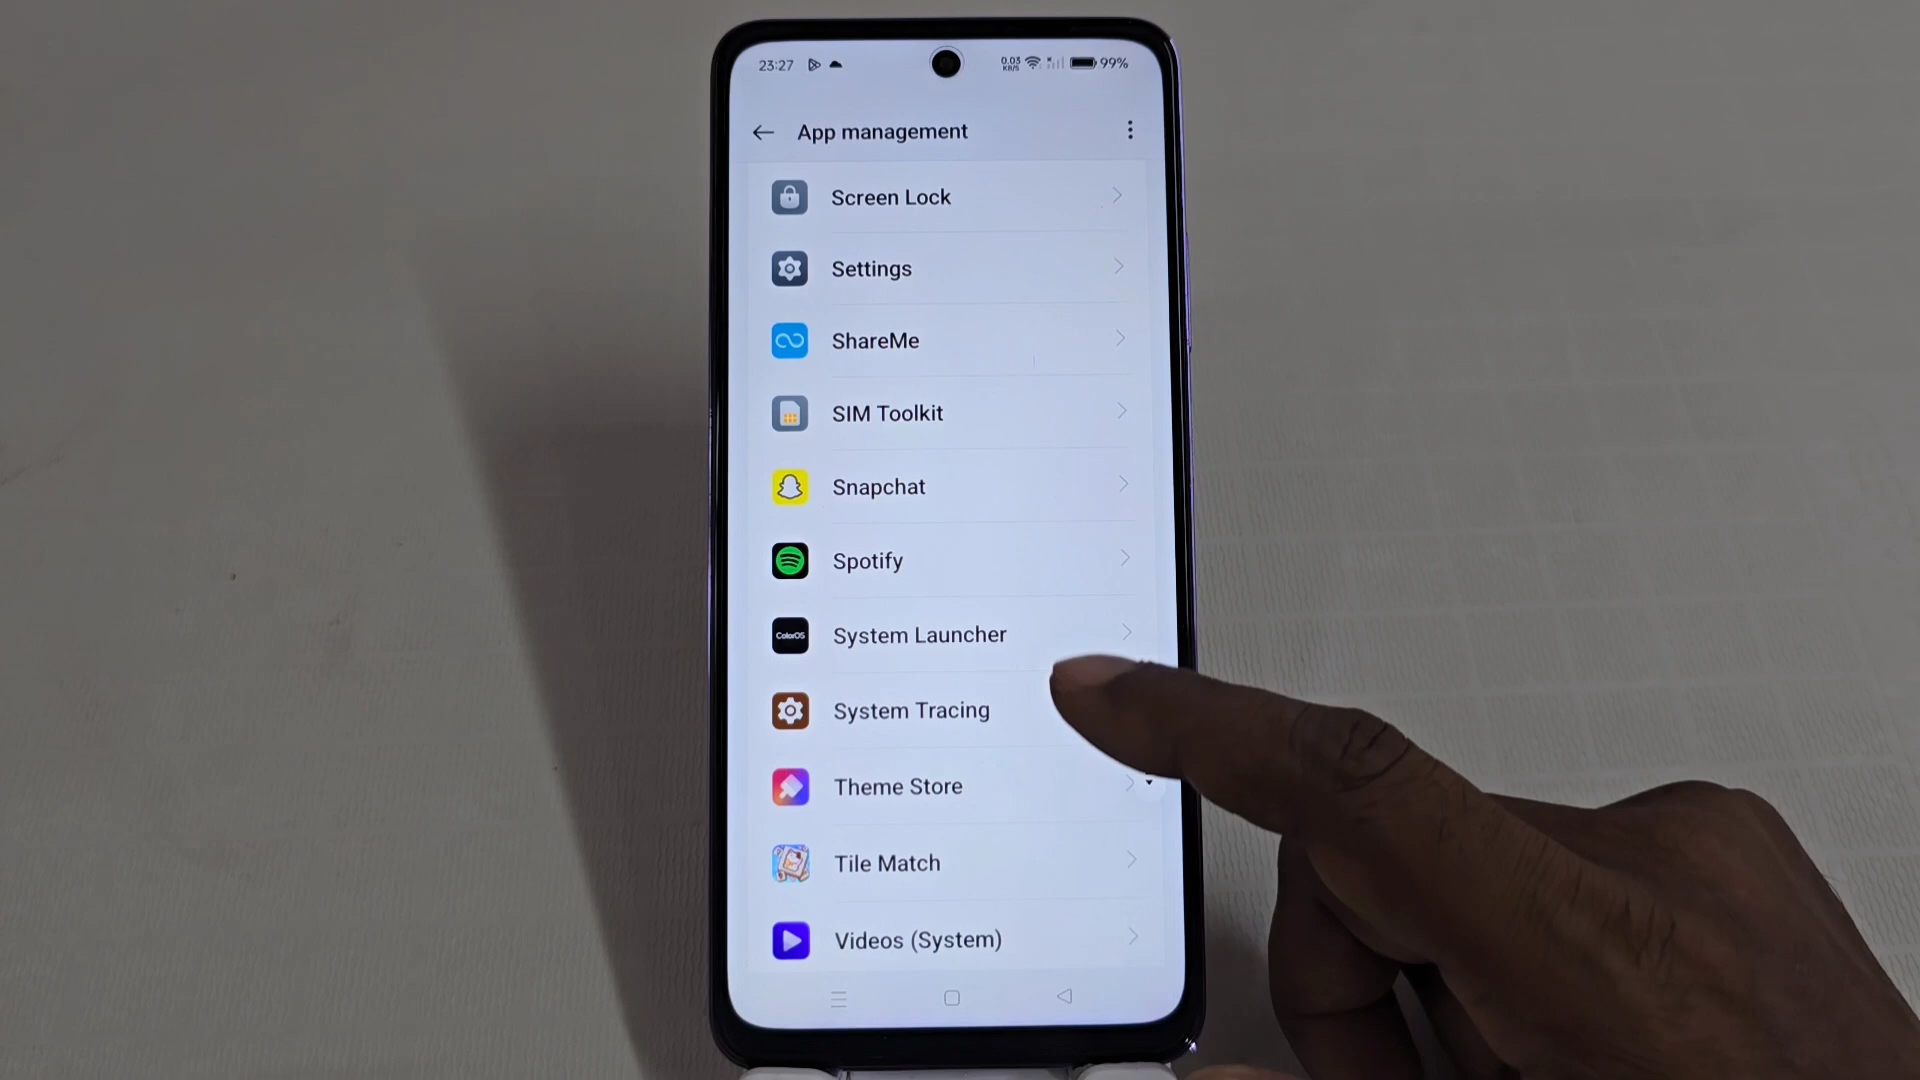 23:27 0.03 KB/S 99%
App management
Screen Lock
Settings
ShareMe
SIM Toolkit
Snapchat
Spotify
ColorOS System Launcher
System Tracing
Theme Store
Tile Match
Videos (System)